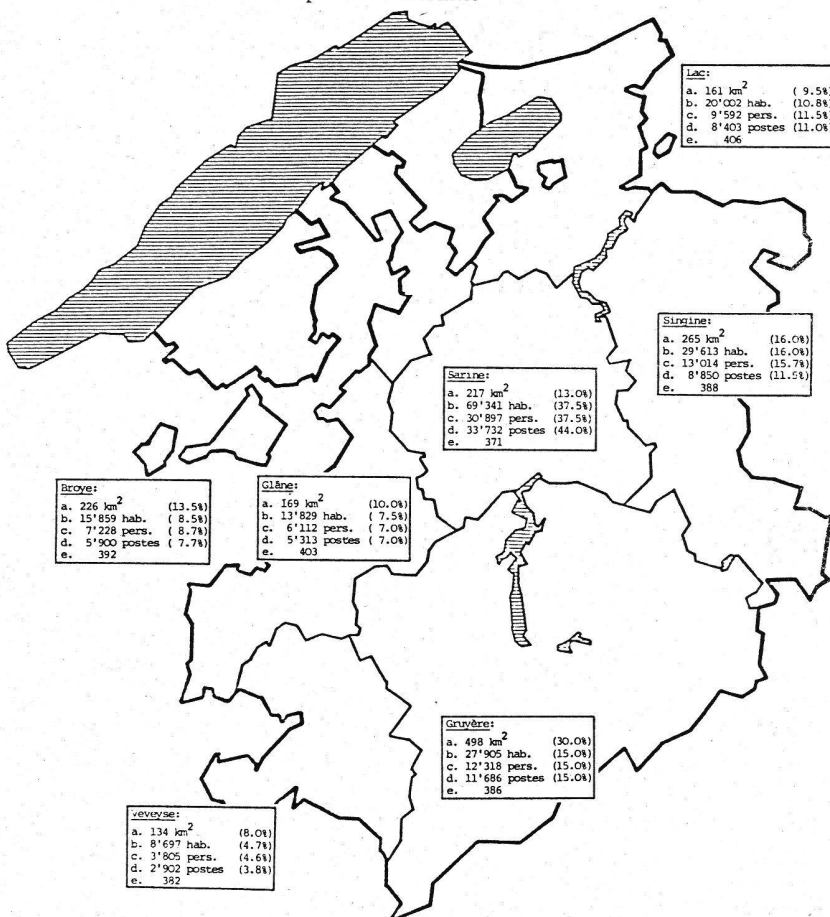 Lac:
a. 161 km² ( 9.5%)
b. 20'002 hab. (10.8%)
c. 9'592 pers. (11.5%)
d. 8'403 postes (11.0%)
e. 406
Singine:
a. 265 km² (16.0%)
b. 29'613 hab. (16.0%)
c. 13'014 pers. (15.7%)
d. 8'850 postes (11.5%)
e. 388
Sarine:
a. 217 km² (13.0%)
b. 69'341 hab. (37.5%)
c. 30'897 pers. (37.5%)
d. 33'732 postes (44.0%)
e. 371
Broye:
a. 226 km² (13.5%)
b. 15'859 hab. ( 8.5%)
c. 7'228 pers. ( 8.7%)
d. 5'900 postes ( 7.7%)
e. 392
Glâne:
a. 169 km² (10.0%)
b. 13'829 hab. ( 7.5%)
c. 6'112 pers. ( 7.0%)
d. 5'313 postes ( 7.0%)
e. 403
Gruyère:
a. 498 km² (30.0%)
b. 27'905 hab. (15.0%)
c. 12'318 pers. (15.0%)
d. 11'686 postes (15.0%)
e. 386
Veveyse:
a. 134 km² (8.0%)
b. 8'697 hab. (4.7%)
c. 3'805 pers. (4.6%)
d. 2'902 postes (3.8%)
e. 382